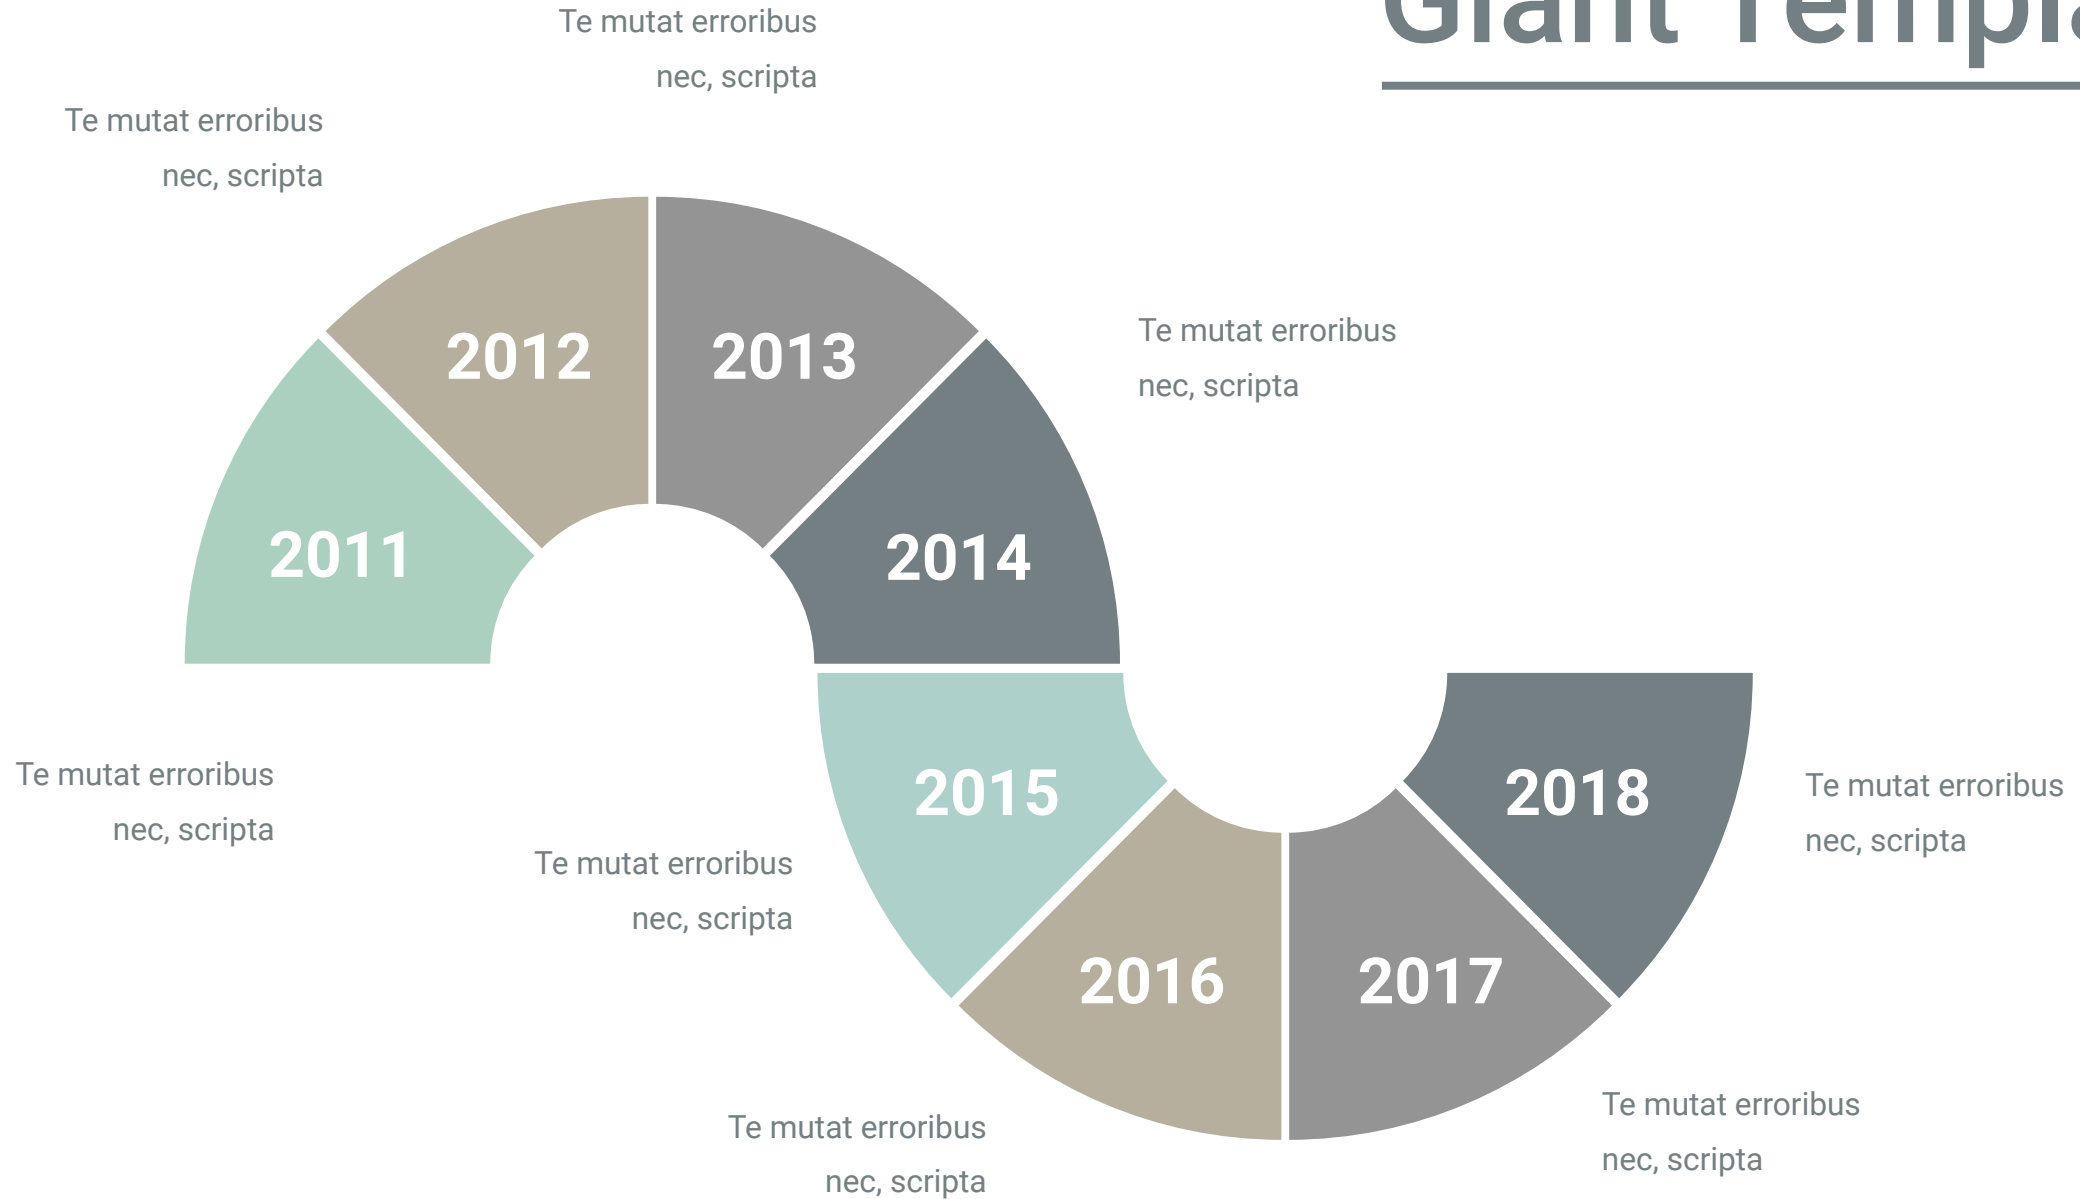 Giant
Te mutat erroribus
nec, scripta
Te mutat erroribus
nec, scripta
2012
2013
Te mutat erroribus
nec, scripta
2011
2014
Te mutat erroribus
nec, scripta
2015
2018
Te mutat erroribus
nec, scripta
Te mutat erroribus
nec, scripta
2016
2017
Te mutat erroribus
nec, scripta
Te mutat erroribus
nec, scripta